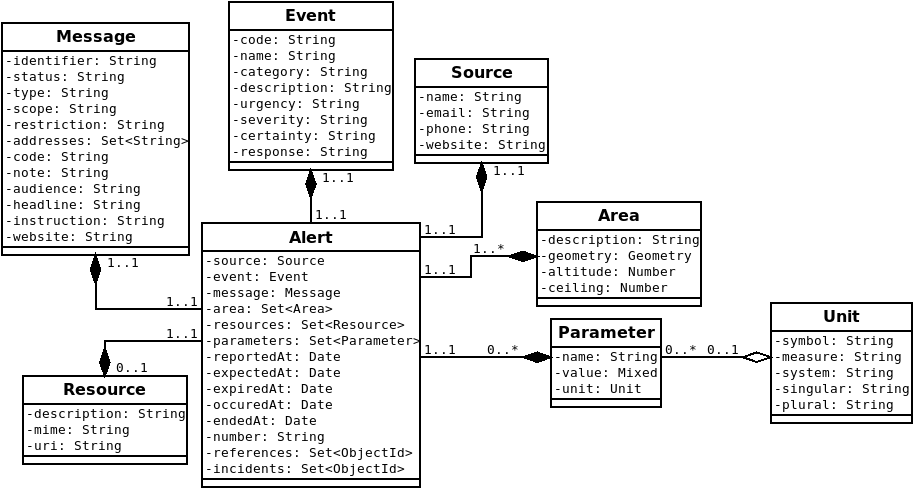 Message
-identifier: String
-status: String
-type: String
-scope: String
-restriction: String
-addresses: Set<String>
-code: String
-note: String
-audience: String
-headline: String
-instruction: String
-website: String
1..1
1..1
Event
-code: String
-name: String
-category: String
-description: String
-urgency: String
-severity: String
-certainty: String
-response: String
1..1
1..1
Source
-name: String
-email: String
-phone: String
-website: String
1..1
1..1
Area
-description: String
-geometry: Geometry
-altitude: Number
-ceiling: Number
1..*
1..1
Alert
-source: Source
-event: Event
-message: Message
-area: Set<Area>
-resources: Set<Resource>
-parameters: Set<Parameter>
-reportedAt: Date
-expectedAt: Date
-expiredAt: Date
-occuredAt: Date
-endedAt: Date
-number: String
-references: Set<ObjectId>
-incidents: Set<ObjectId>
1..1
0..1
Resource
-description: String
-mime: String
-uri: String
1..1 0..*
Parameter
-name: String
-value: Mixed
-unit: Unit
0..* 0..1
Unit
-symbol: String
-measure: String
-system: String
-singular: String
-plural: String